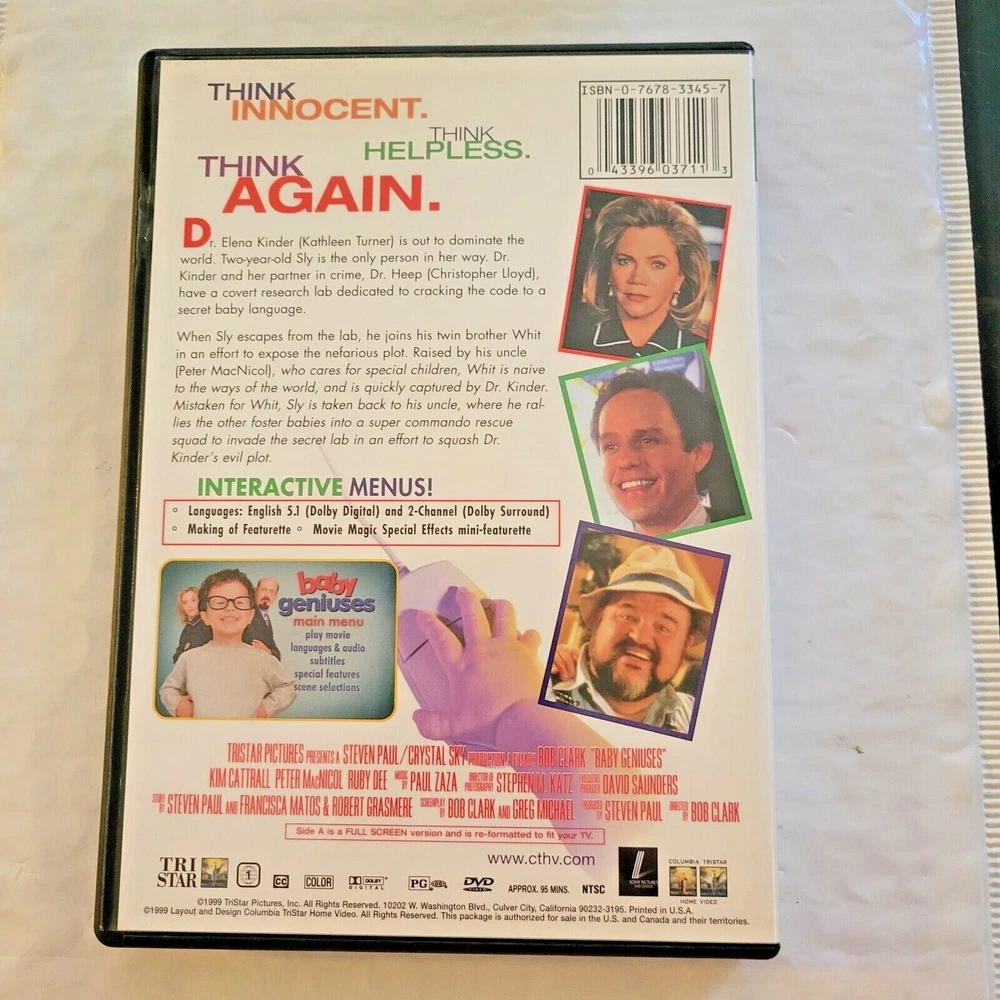 THINK
INNOCENT.
THINK
HELPLESS.
THINK
AGAIN.
ISBN-0-7678-3345-7
0 43396 03711 3
Dr. Elena Kinder (Kathleen Turner) is out to dominate the
world. Two-year-old Sly is the only person in her way. Dr.
Kinder and her partner in crime, Dr. Heep (Christopher Lloyd),
have a covert research lab dedicated to cracking the code to a
secret baby language.
When Sly escapes from the lab, he joins his twin brother Whit
in an effort to expose the nefarious plot. Raised by his uncle
(Peter MacNicol), who cares for special children, Whit is naive
to the ways of the world, and is quickly captured by Dr. Kinder.
Mistaken for Whit, Sly is taken back to his uncle, where he ral-
lies the other foster babies into a super commando rescue
squad to invade the secret lab in an effort to squash Dr.
Kinder's evil plot.
INTERACTIVE MENUS!
◦ Languages: English 5.1 (Dolby Digital) and 2-Channel (Dolby Surround)
◦ Making of Featurette ◦ Movie Magic Special Effects mini-featurette
baby
geniuses
main menu
play movie
languages & audio
subtitles
special features
scene selections
TRISTAR PICTURES PRESENTS A STEVEN PAUL/CRYSTAL SKY PRODUCTION A FILM BY BOB CLARK "BABY GENIUSES"
KIM CATTRALL PETER MACNICOL RUBY DEE MUSIC BY PAUL ZAZA DIRECTOR OF PHOTOGRAPHY STEPHEN M. KATZ EXECUTIVE PRODUCER DAVID SAUNDERS
STORY BY STEVEN PAUL AND FRANCISCA MATOS & ROBERT GRASMERE SCREENPLAY BY BOB CLARK AND GREG MICHAEL PRODUCED BY STEVEN PAUL DIRECTED BY BOB CLARK
Side A is a FULL SCREEN version and is re-formatted to fit your TV.
www.cthv.com
TRI
STAR
1
CC
COLOR
DOLBY
DIGITAL
PG
DVD
VIDEO
APPROX. 95 MINS.
NTSC
SONY PICTURES
DVD CENTER
COLUMBIA TRISTAR
HOME VIDEO
©1999 TriStar Pictures, Inc. All Rights Reserved. 10202 W. Washington Blvd., Culver City, California 90232-3195. Printed in U.S.A.
©1999 Layout and Design Columbia TriStar Home Video. All Rights Reserved. This package is authorized for sale in the U.S. and Canada and their territories.